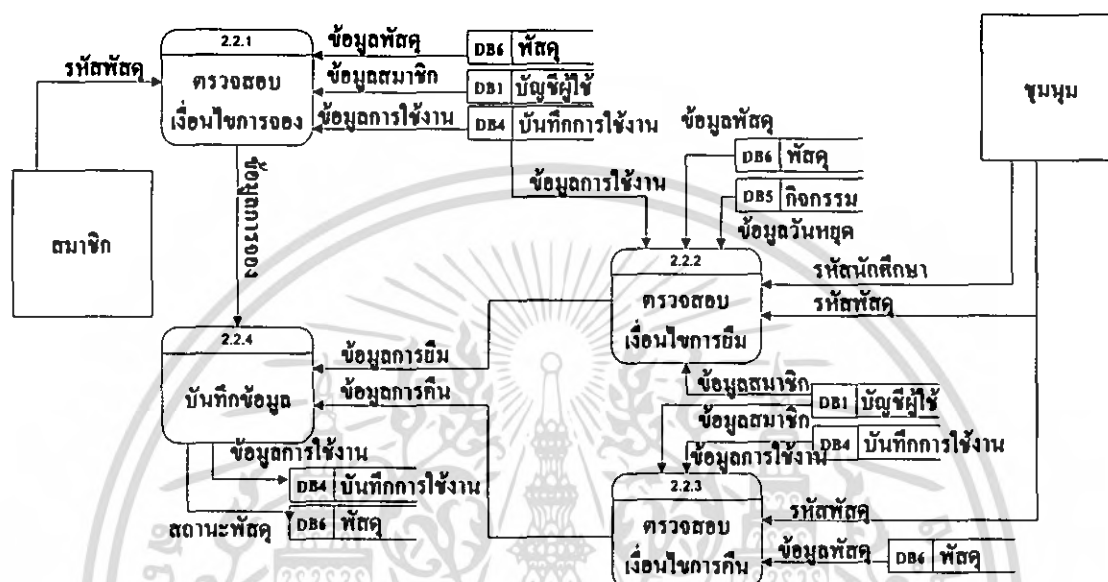 2.2.1
ตรวจสอบ
เงื่อนไขการจอง
รหัสพัสดุ
ข้อมูลพัสดุ
DB6 พัสดุ
ข้อมูลสมาชิก
DB1 บัญชีผู้ใช้
ข้อมูลการใช้งาน
DB4 บันทึกการใช้งาน
ชุมนุม
สมาชิก
ข้อมูลการจอง
ข้อมูลการใช้งาน
ข้อมูลพัสดุ
DB6 พัสดุ
DB5 กิจกรรม
ข้อมูลวันหยุด
2.2.2
ตรวจสอบ
เงื่อนไขการยืม
รหัสนักศึกษา
รหัสพัสดุ
2.2.4
บันทึกข้อมูล
ข้อมูลการยืม
ข้อมูลการคืน
ข้อมูลสมาชิก
DB1 บัญชีผู้ใช้
ข้อมูลสมาชิก
DB4 บันทึกการใช้งาน
ข้อมูลการใช้งาน
ข้อมูลการใช้งาน
DB4 บันทึกการใช้งาน
สถานะพัสดุ
DB6 พัสดุ
2.2.3
ตรวจสอบ
เงื่อนไขการคืน
รหัสพัสดุ
ข้อมูลพัสดุ
DB6 พัสดุ